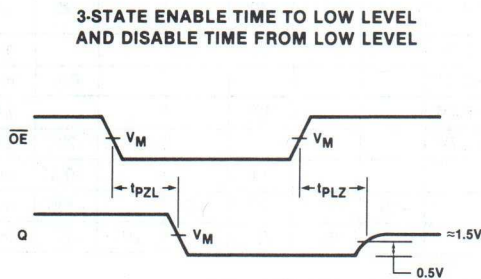 3-STATE ENABLE TIME TO LOW LEVEL
AND DISABLE TIME FROM LOW LEVEL
OE
VM
VM
tPZL
tPLZ
Q
VM
≈1.5V
0.5V